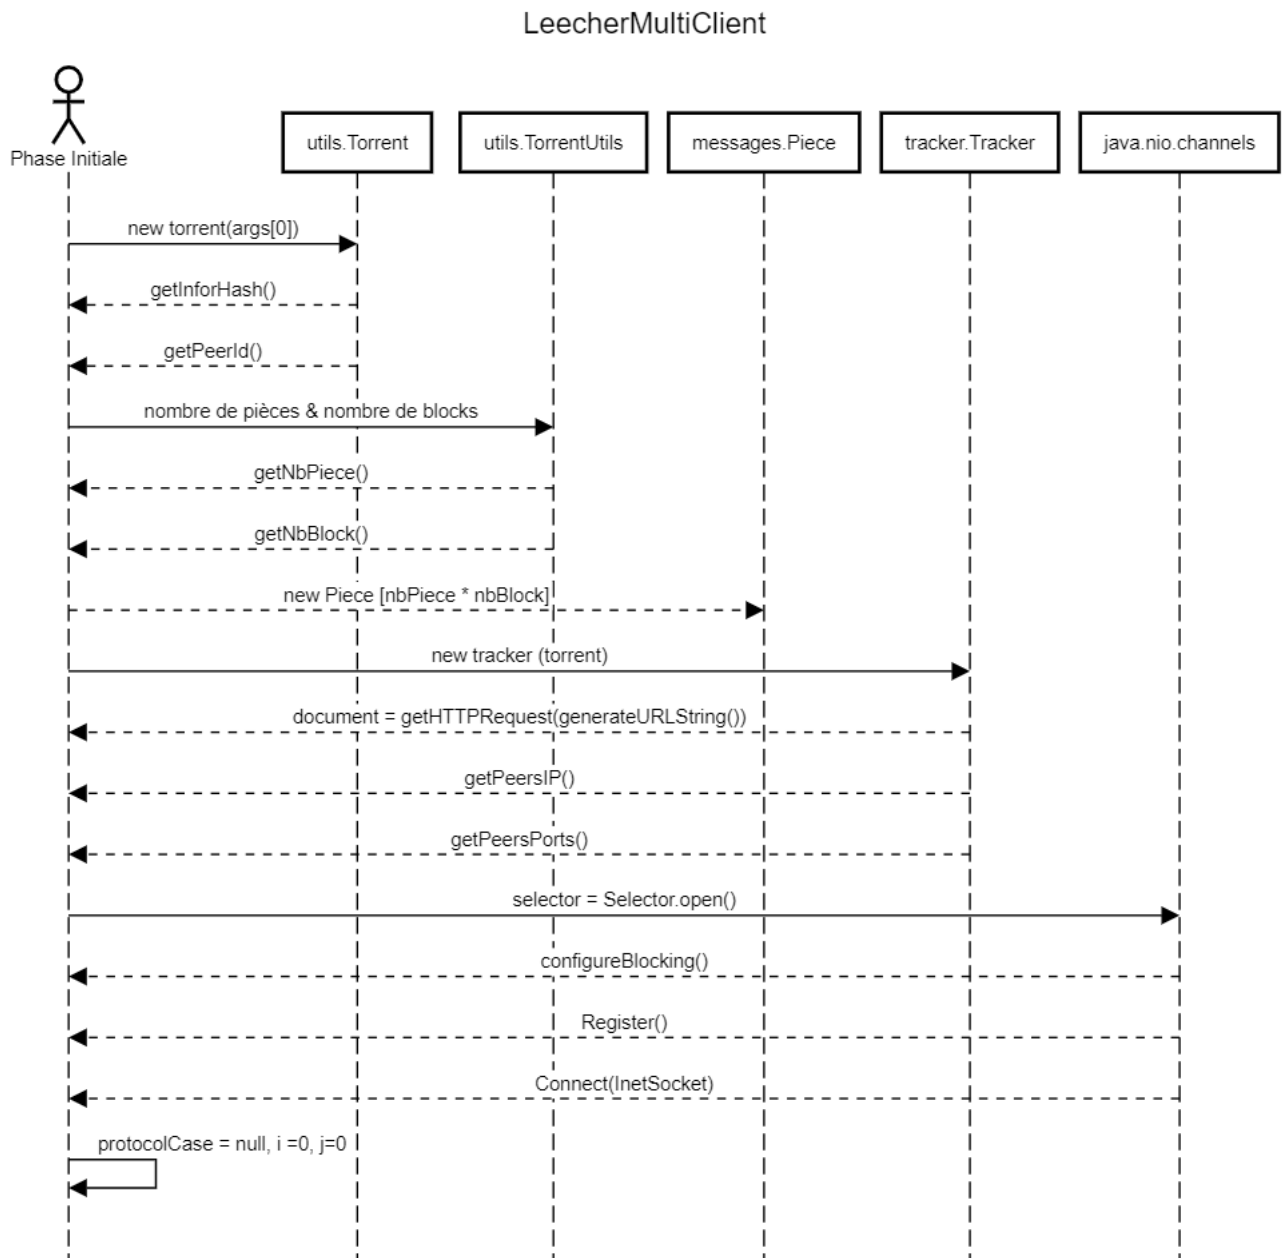 LeecherMultiClient
Phase Initiale
utils.Torrent
utils.TorrentUtils
messages.Piece
tracker.Tracker
java.nio.channels
new torrent(args[0])
getInforHash()
getPeerId()
nombre de pièces & nombre de blocks
getNbPiece()
getNbBlock()
new Piece [nbPiece * nbBlock]
new tracker (torrent)
document = getHTTPRequest(generateURLString())
getPeersIP()
getPeersPorts()
selector = Selector.open()
configureBlocking()
Register()
Connect(InetSocket)
protocolCase = null, i =0, j=0